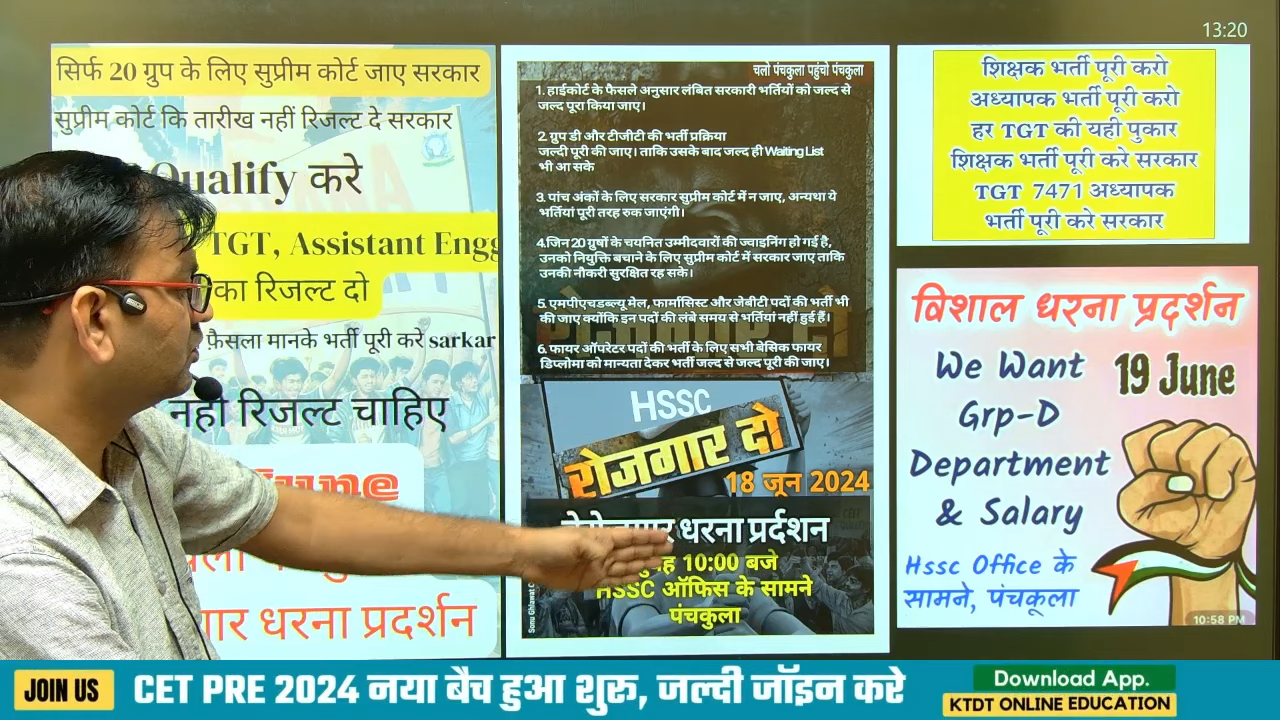 13:20
सिर्फ 20 ग्रुप के लिए सुप्रीम कोर्ट जाए सरकार
सुप्रीम कोर्ट कि तारीख नहीं रिजल्ट दे सरकार
Qualify करे
TGT, Assistant Engg
का रिजल्ट दो
फ़ैसला मानके भर्ती पूरी करे sarkar
नही रिजल्ट चाहिए
June
धरना प्रदर्शन
चलो पंचकुला पहुंचो पंचकुला
1. हाईकोर्ट के फैसले अनुसार लंबित सरकारी भर्तियों को जल्द से
जल्द पूरा किया जाए।
2. ग्रुप डी और टीजीटी की भर्ती प्रक्रिया
जल्दी पूरी की जाए। ताकि उसके बाद जल्द ही Waiting List
भी आ सके
3. पांच अंकों के लिए सरकार सुप्रीम कोर्ट में न जाए, अन्यथा ये
भर्तियां पूरी तरह रुक जाएंगी।
4.जिन 20 ग्रुषों के चयनित उम्मीदवारों की ज्वाइनिंग हो गई है,
उनको नियुक्ति बचाने के लिए सुप्रीम कोर्ट में सरकार जाए ताकि
उनकी नौकरी सुरक्षित रह सके।
5. एमपीएचडब्ल्यू मेल, फार्मासिस्ट और जेबीटी पदों की भर्ती भी
की जाए क्योंकि इन पदों की लंबे समय से भर्तियां नहीं हुई हैं।
6. फायर ऑपरेटर पदों की भर्ती के लिए सभी बेसिक फायर
डिप्लोमा को मान्यता देकर भर्ती जल्द से जल्द पूरी की जाए।
HSSC
रोजगार दो
18 जून 2024
धरना प्रर्दशन
10:00 बजे
HSSC ऑफिस के सामने
पंचकुला
शिक्षक भर्ती पूरी करो
अध्यापक भर्ती पूरी करो
हर TGT की यही पुकार
शिक्षक भर्ती पूरी करे सरकार
TGT 7471 अध्यापक
भर्ती पूरी करे सरकार
विशाल धरना प्रदर्शन
We Want
19 June
Grp-D
Department
& Salary
Hssc Office के
सामने, पंचकूला
10:58 PM
JOIN US
CET PRE 2024 नया बैच हुआ शुरू, जल्दी जॉइन करे
Download App.
KTDT ONLINE EDUCATION